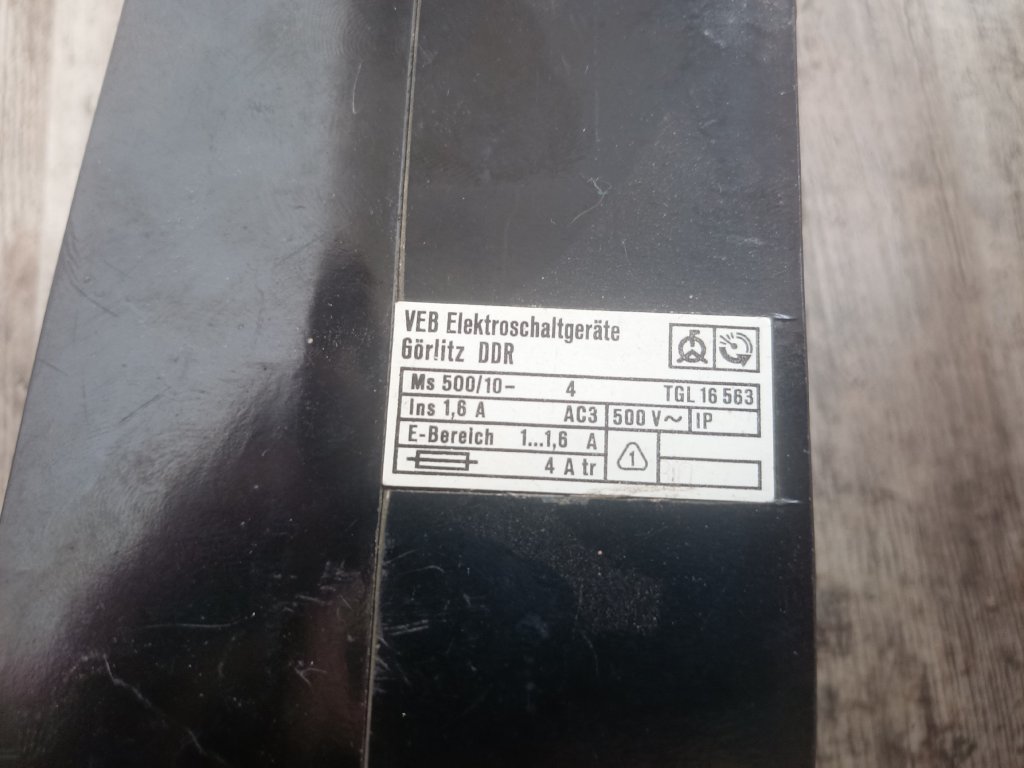 VEB Elektroschaltgeräte
Görlitz DDR
Ms 500/10- 4 TGL 16 563
Ins 1,6 A AC3 500 V~ IP
E-Bereich 1...1,6 A
4 A tr 1